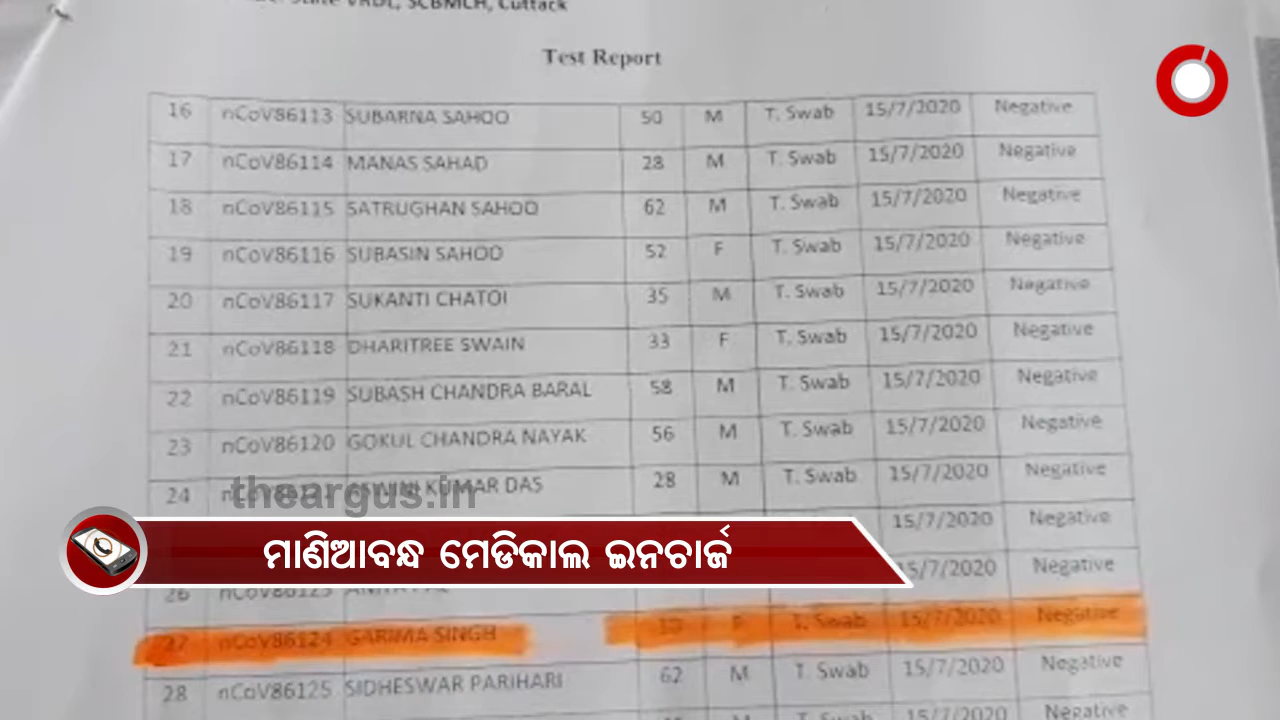 State VRDL, SCBMCH, Cuttack
Test Report
16 nCoV86113 SUBARNA SAHOO 50 M T. Swab 15/7/2020 Negative
17 nCoV86114 MANAS SAHAD 28 M T. Swab 15/7/2020 Negative
18 nCoV86115 SATRUGHAN SAHOO 62 M T. Swab 15/7/2020 Negative
19 nCoV86116 SUBASIN SAHOO 52 F T. Swab 15/7/2020 Negative
20 nCoV86117 SUKANTI CHATOI 35 M T. Swab 15/7/2020 Negative
21 nCoV86118 DHARITREE SWAIN 33 F T. Swab 15/7/2020 Negative
22 nCoV86119 SUBASH CHANDRA BARAL 58 M T. Swab 15/7/2020 Negative
23 nCoV86120 GOKUL CHANDRA NAYAK 56 M T. Swab 15/7/2020 Negative
24 KUMAR DAS 28 M T. Swab 15/7/2020 Negative
theargus.in
15/7/2020 Negative
ମାଣିଆବନ୍ଧ ମେଡିକାଲ ଇନଚାର୍ଜ
26 15/7/2020 Negative
27 nCoV86124 GARIMA SINGH F T. Swab 15/7/2020 Negative
28 nCoV86125 SIDHESWAR PARIHARI 62 M T. Swab 15/7/2020 Negative
15/7/2020 Negative